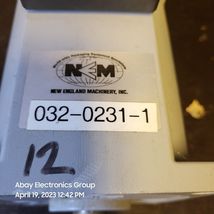 NEM
NEW ENGLAND MACHINERY, INC.
032-0231-1
12.
Abay Electronics Group
April 19, 2023 12:42 PM